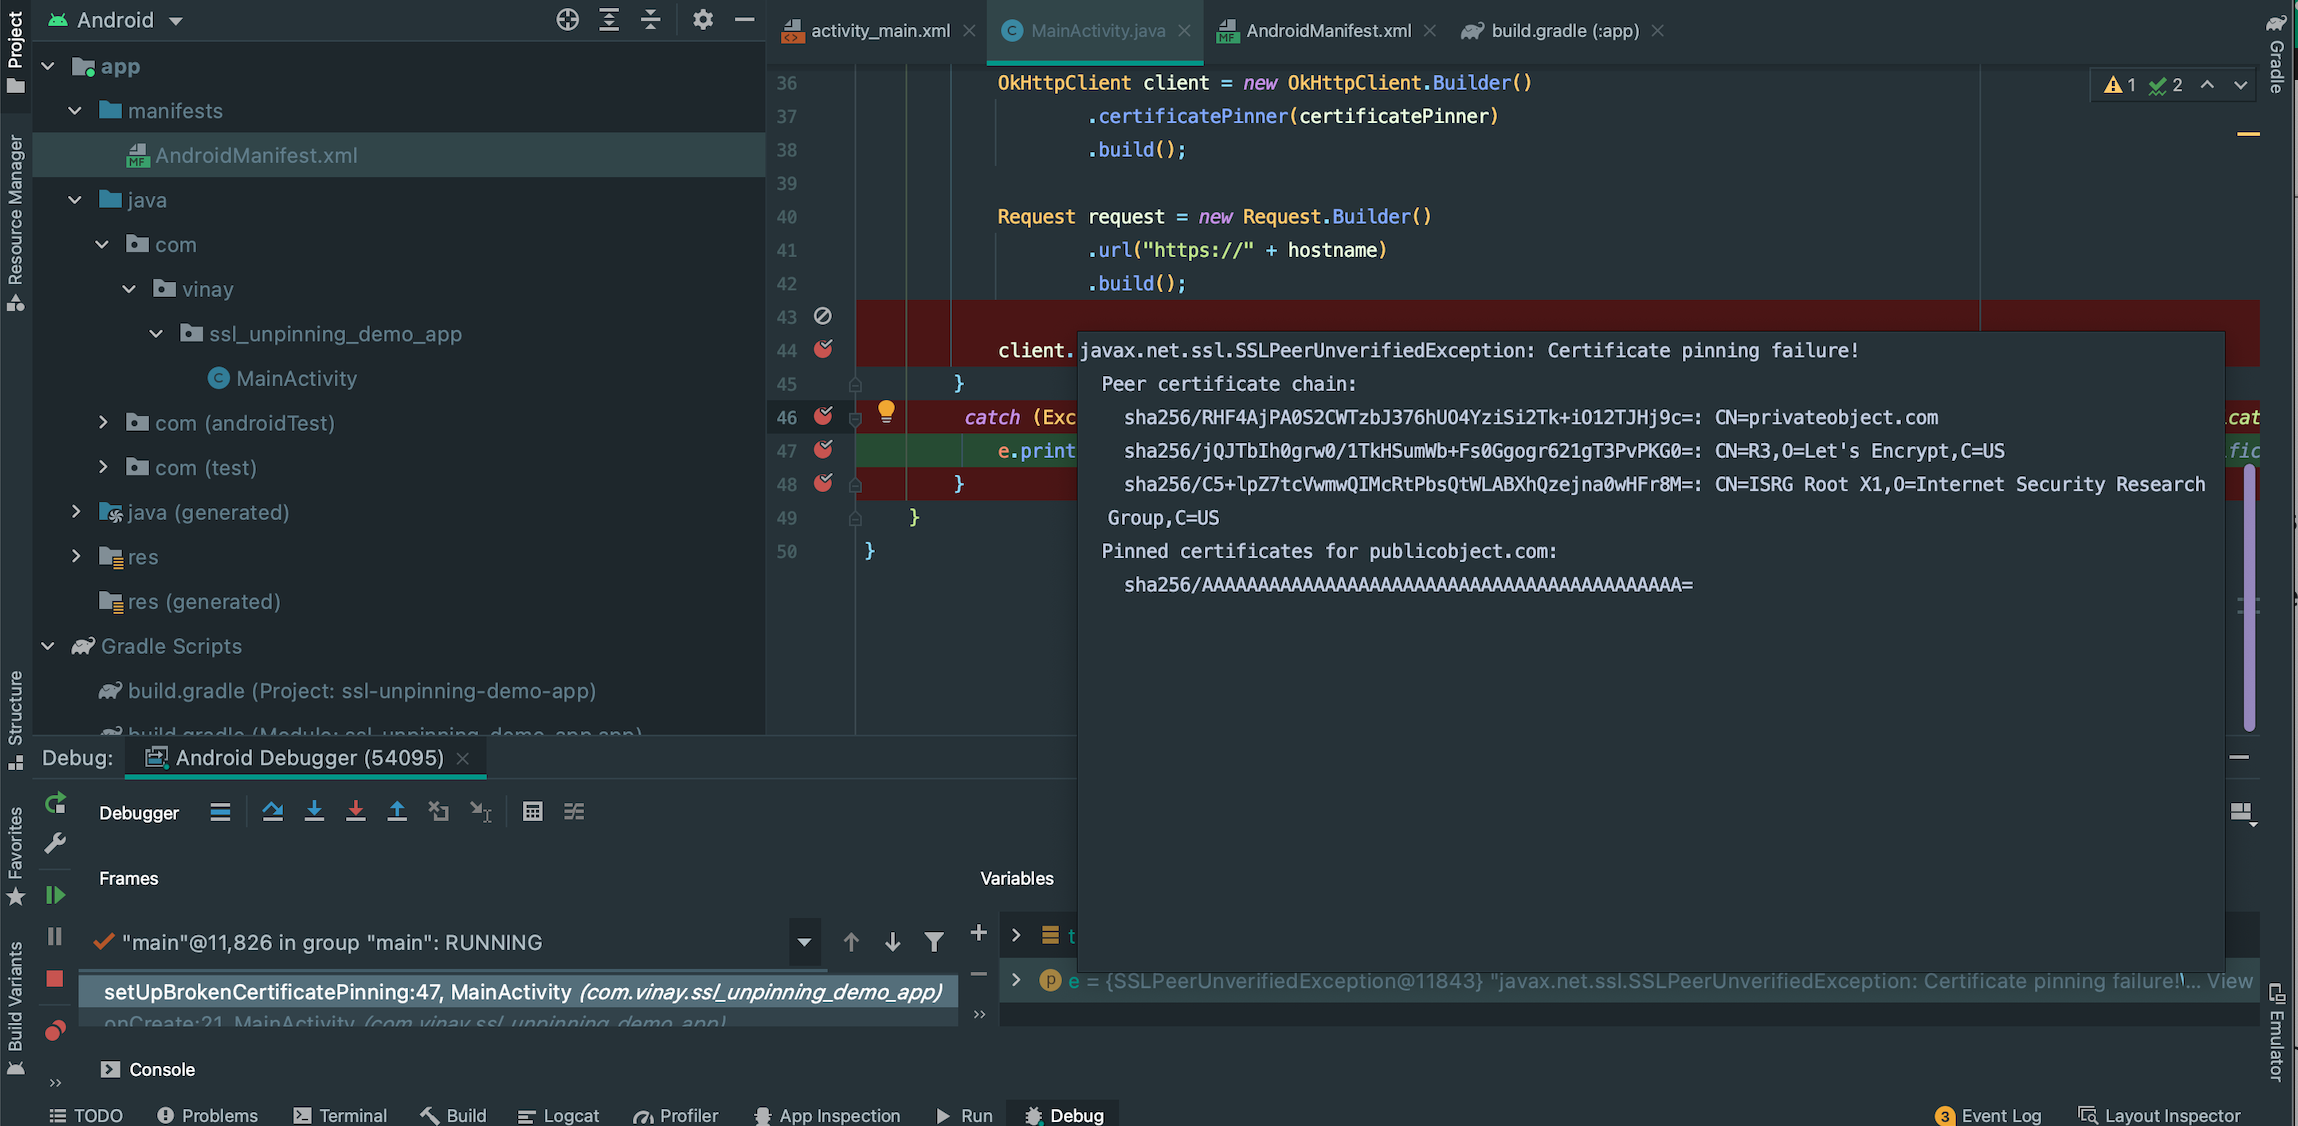 Android
activity_main.xml
MainActivity.java
AndroidManifest.xml
build.gradle (:app)
Project
Resource Manager
Structure
Favorites
Build Variants
Gradle
Emulator
app
manifests
AndroidManifest.xml
java
com
vinay
ssl_unpinning_demo_app
MainActivity
com (androidTest)
com (test)
java (generated)
res
res (generated)
Gradle Scripts
build.gradle (Project: ssl-unpinning-demo-app)
build.gradle (Module: ssl_unpinning_demo_app.app)
1 2
36 OkHttpClient client = new OkHttpClient.Builder()
37 .certificatePinner(certificatePinner)
38 .build();
39
40 Request request = new Request.Builder()
41 .url("https://" + hostname)
42 .build();
43
44 client.
45 }
46 catch (Exc cat
47 e.print fic
48 }
49 }
50 }
javax.net.ssl.SSLPeerUnverifiedException: Certificate pinning failure!
Peer certificate chain:
sha256/RHF4AjPA0S2CWTzbJ376hUO4YziSi2Tk+iO12TJHj9c=: CN=privateobject.com
sha256/jQJTbIh0grw0/1TkHSumWb+Fs0Ggogr621gT3PvPKG0=: CN=R3,O=Let's Encrypt,C=US
sha256/C5+lpZ7tcVwmwQIMcRtPbsQtWLABXhQzejna0wHFr8M=: CN=ISRG Root X1,O=Internet Security Research
Group,C=US
Pinned certificates for publicobject.com:
sha256/AAAAAAAAAAAAAAAAAAAAAAAAAAAAAAAAAAAAAAAAAAA=
Debug:
Android Debugger (54095)
Debugger
Frames
Variables
"main"@11,826 in group "main": RUNNING
setUpBrokenCertificatePinning:47, MainActivity (com.vinay.ssl_unpinning_demo_app)
onCreate:21, MainActivity (com.vinay.ssl_unpinning_demo_app)
t
e = {SSLPeerUnverifiedException@11843} "javax.net.ssl.SSLPeerUnverifiedException: Certificate pinning failure!\... View
Console
TODO
Problems
Terminal
Build
Logcat
Profiler
App Inspection
Run
Debug
3 Event Log
Layout Inspector